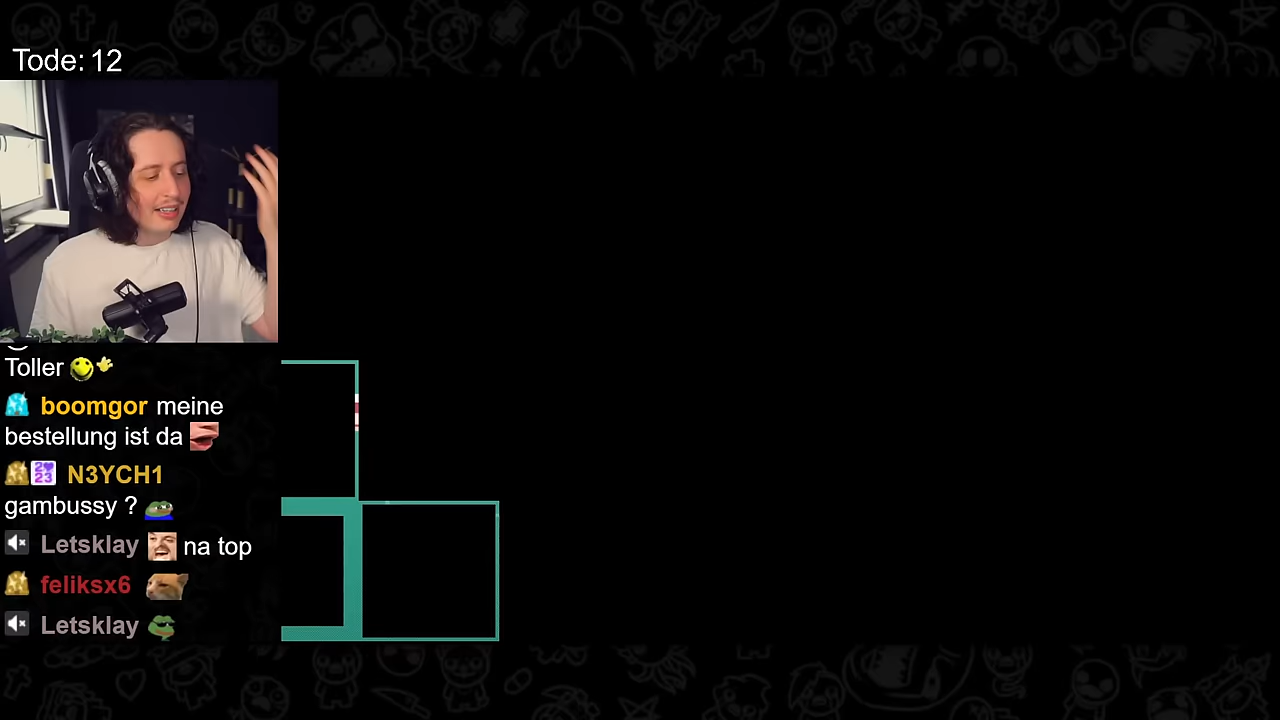 Tode: 12
Toller
boomgor meine
bestellung ist da
N3YCH1
gambussy ?
Letsklay na top
feliksx6
Letsklay